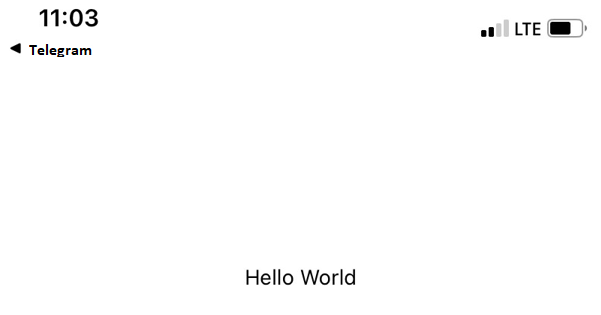 11:03
LTE
◀ Telegram
Hello World